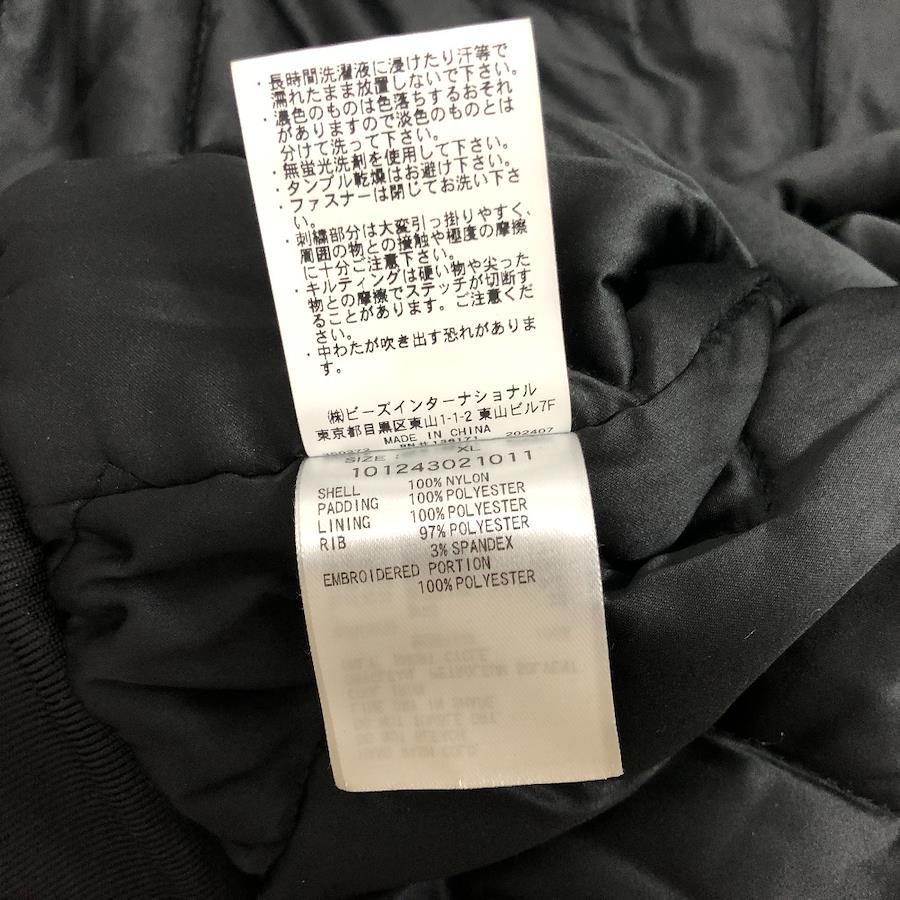 ・長時間洗濯液に浸けたり汗等で
濡れたまま放置しないで下さい。
・濃色のものは色落ちするおそれ
がありますので淡色のものとは
分けて洗って下さい。
・無蛍光洗剤を使用して下さい。
・タンブル乾燥はお避け下さい。
・ファスナーは閉じてお洗い下さ
い。
・刺繍部分は大変引っ掛りやすく、
周囲の物との接触や極度の摩擦
に十分ご注意下さい。
・キルティングは硬い物や尖った
物との摩擦でステッチが切断す
ることがあります。ご注意くだ
さい。
・中わたが吹き出す恐れがありま
す。
㈱ビーズインターナショナル
東京都目黒区東山1-1-2 東山ビル7F
MADE IN CHINA
202407
SIZE : XL
101243021011
SHELL 100%NYLON
PADDING 100%POLYESTER
LINING 100%POLYESTER
RIB 97%POLYESTER
3%SPANDEX
EMBROIDERED PORTION
100%POLYESTER